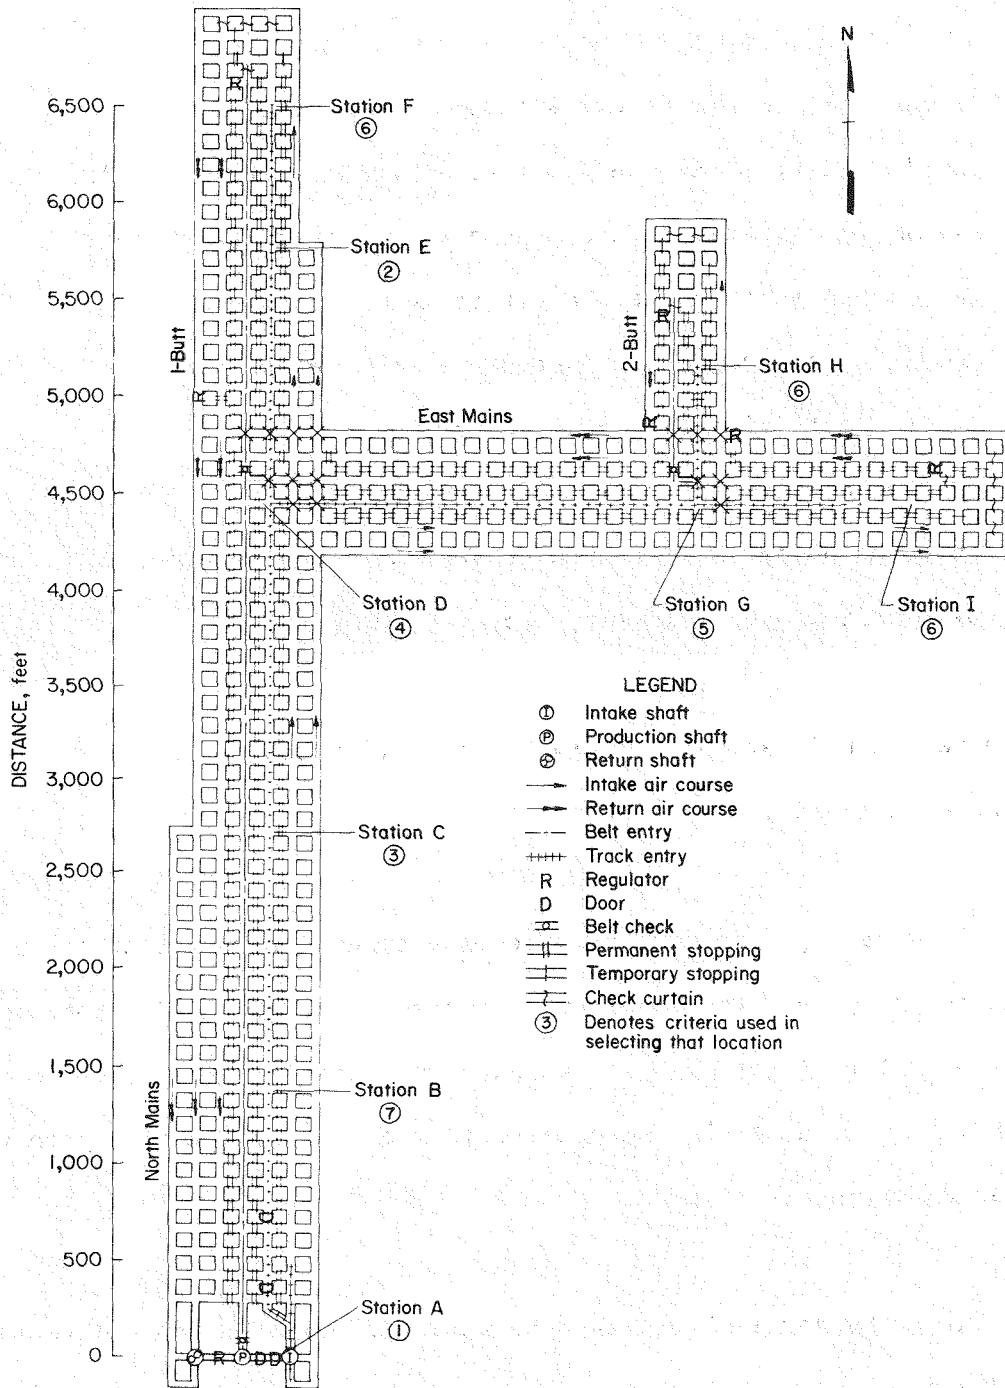 N
Station F
6
6,500
6,000
Station E
2
5,500
1-Butt
2-Butt
R
R
Station H
6
5,000
R
East Mains
R
R
4,500
R
4,000
Station D
4
Station G
5
Station I
6
3,500
DISTANCE, feet
3,000
LEGEND
I Intake shaft
P Production shaft
Return shaft
Intake air course
Return air course
Belt entry
Track entry
R Regulator
D Door
Belt check
Permanent stopping
Temporary stopping
Check curtain
3 Denotes criteria used in
selecting that location
Station C
3
2,500
2,000
1,500
Station B
7
North Mains
1,000
D
500
D
Station A
1
0
R P D D I